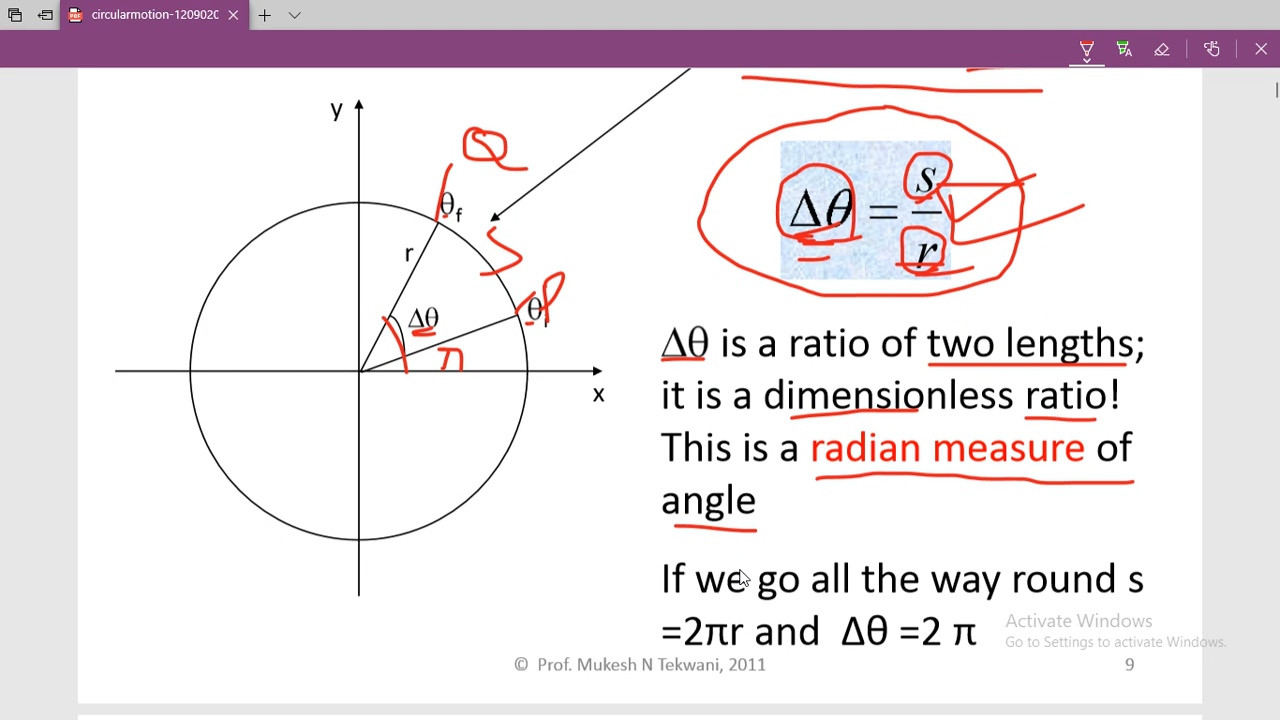 circularmotion-1209020
y
Q
θf
r
S
Δθ = s/r
θi
P
Δθ
π
x
Δθ is a ratio of two lengths;
it is a dimensionless ratio!
This is a radian measure of
angle
If we go all the way round s
=2πr and Δθ =2 π
Activate Windows
Go to Settings to activate Windows.
© Prof. Mukesh N Tekwani, 2011
9